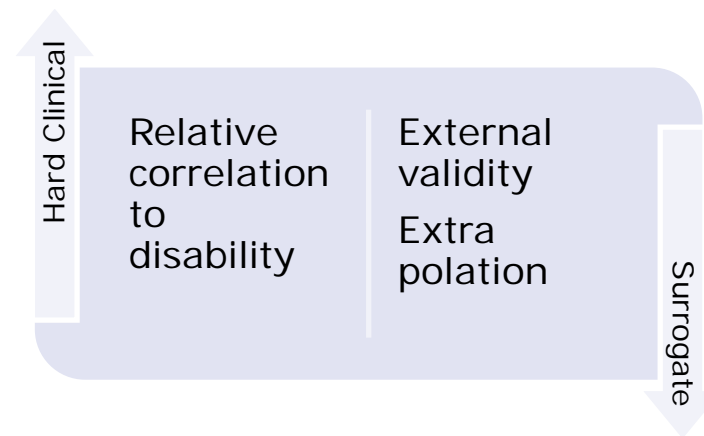 Hard Clinical
Relative
correlation
to
disability
External
validity
Extra
polation
Surrogate